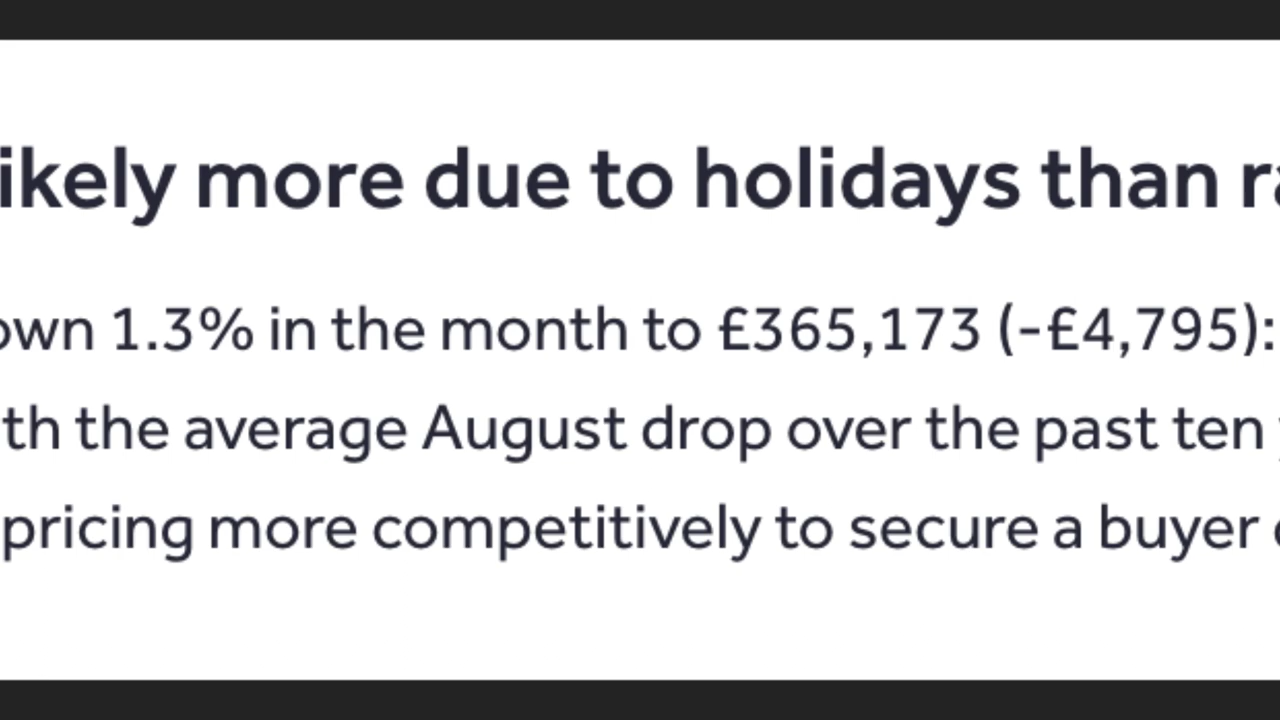 ikely more due to holidays than ra
own 1.3% in the month to £365,173 (-£4,795):
th the average August drop over the past ten
pricing more competitively to secure a buyer